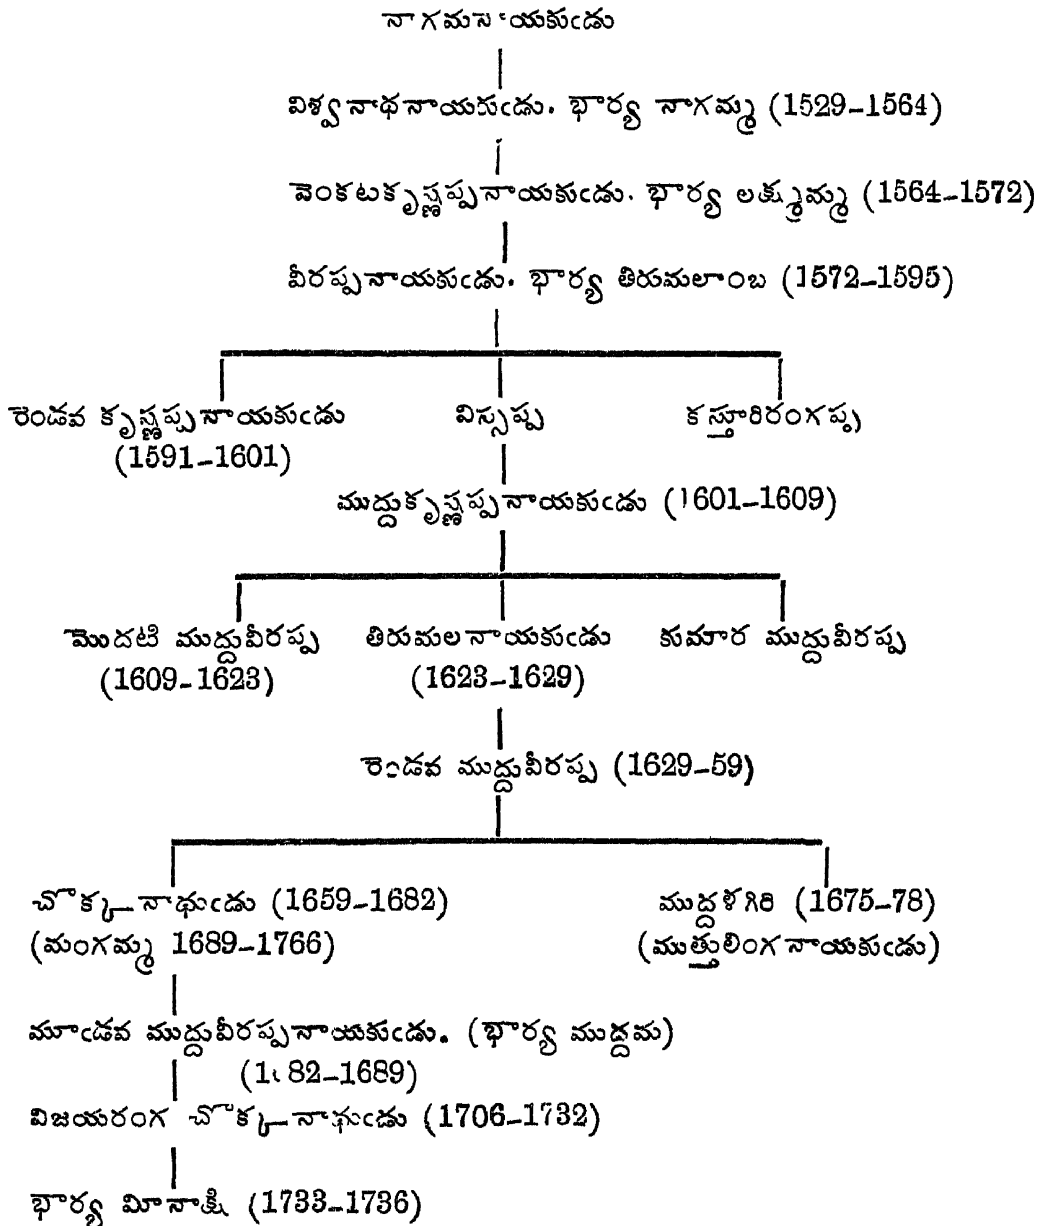 నాగమనాయకుఁడు
విశ్వనాథనాయకుఁడు. భార్య నాగమ్మ (1529–1564)
వెంకటకృష్ణప్పనాయకుఁడు. భార్య లక్ష్మమ్మ (1564–1572)
వీరప్పనాయకుఁడు. భార్య తిరుమలాంబ (1572–1595)
రెండవ కృష్ణప్పనాయకుఁడు విస్సప్ప కస్తూరిరంగప్ప
(1591–1601)
ముద్దుకృష్ణప్పనాయకుఁడు (1601–1609)
మొదటి ముద్దువీరప్ప తిరుమలనాయకుఁడు కుమార ముద్దువీరప్ప
(1609–1623) (1623–1629)
రెండవ ముద్దువీరప్ప (1629–59)
చొక్కనాథుఁడు (1659–1682) ముద్దళగిరి (1675–78)
(మంగమ్మ 1689–1766) (ముత్తులింగనాయకుఁడు)
మూఁడవ ముద్దువీరప్పనాయకుఁడు. (భార్య ముద్దమ)
(1682–1689)
విజయరంగ చొక్కనాథుఁడు (1706–1732)
భార్య మీనాక్షి (1733–1736)